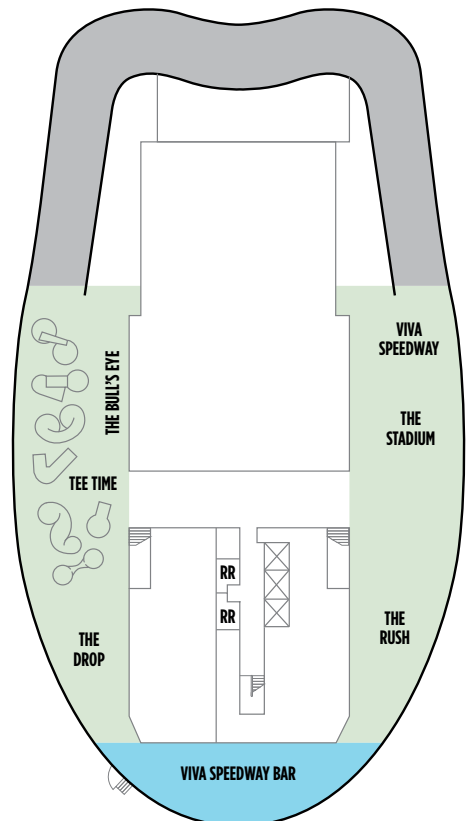 VIVA
SPEEDWAY
THE BULL'S EYE
THE
STADIUM
TEE TIME
RR
RR
THE
DROP
THE
RUSH
VIVA SPEEDWAY BAR